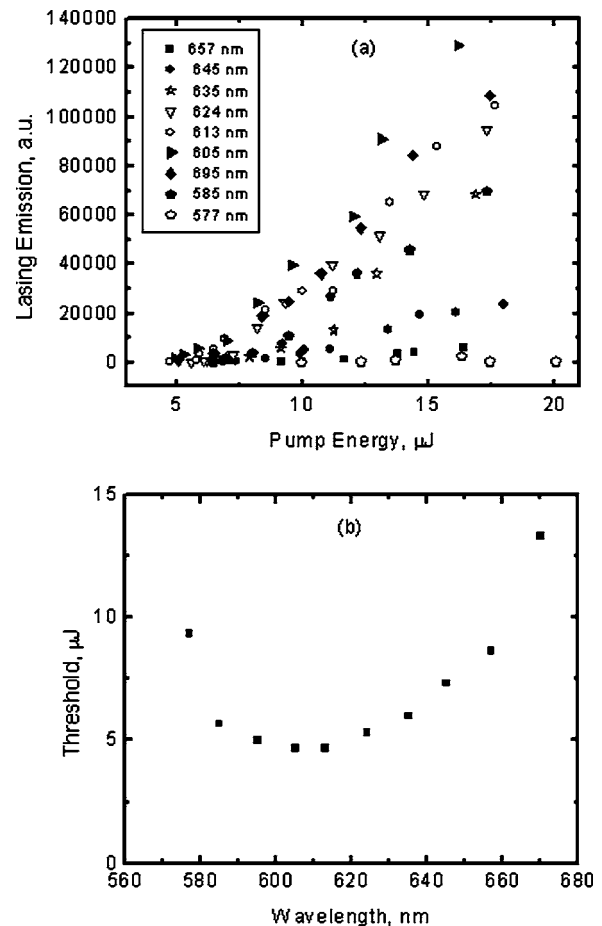 140000
(a)
120000
100000
80000
60000
40000
20000
0
Lasing Emission, a.u.
657 nm
645 nm
635 nm
624 nm
613 nm
605 nm
695 nm
585 nm
577 nm
5
10
15
20
Pump Energy, μJ
15
(b)
10
5
0
Threshold, μJ
560
580
600
620
640
660
680
Wavelength, nm